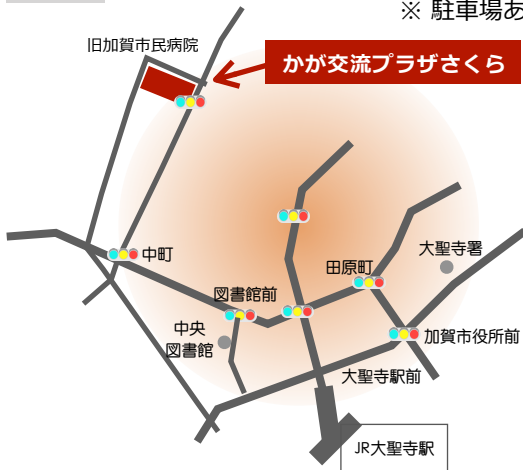 ※ 駐車場あ
旧加賀市民病院
かが交流プラザさくら
中町
田原町
大聖寺署
図書館前
中央
図書館
加賀市役所前
大聖寺駅前
JR大聖寺駅